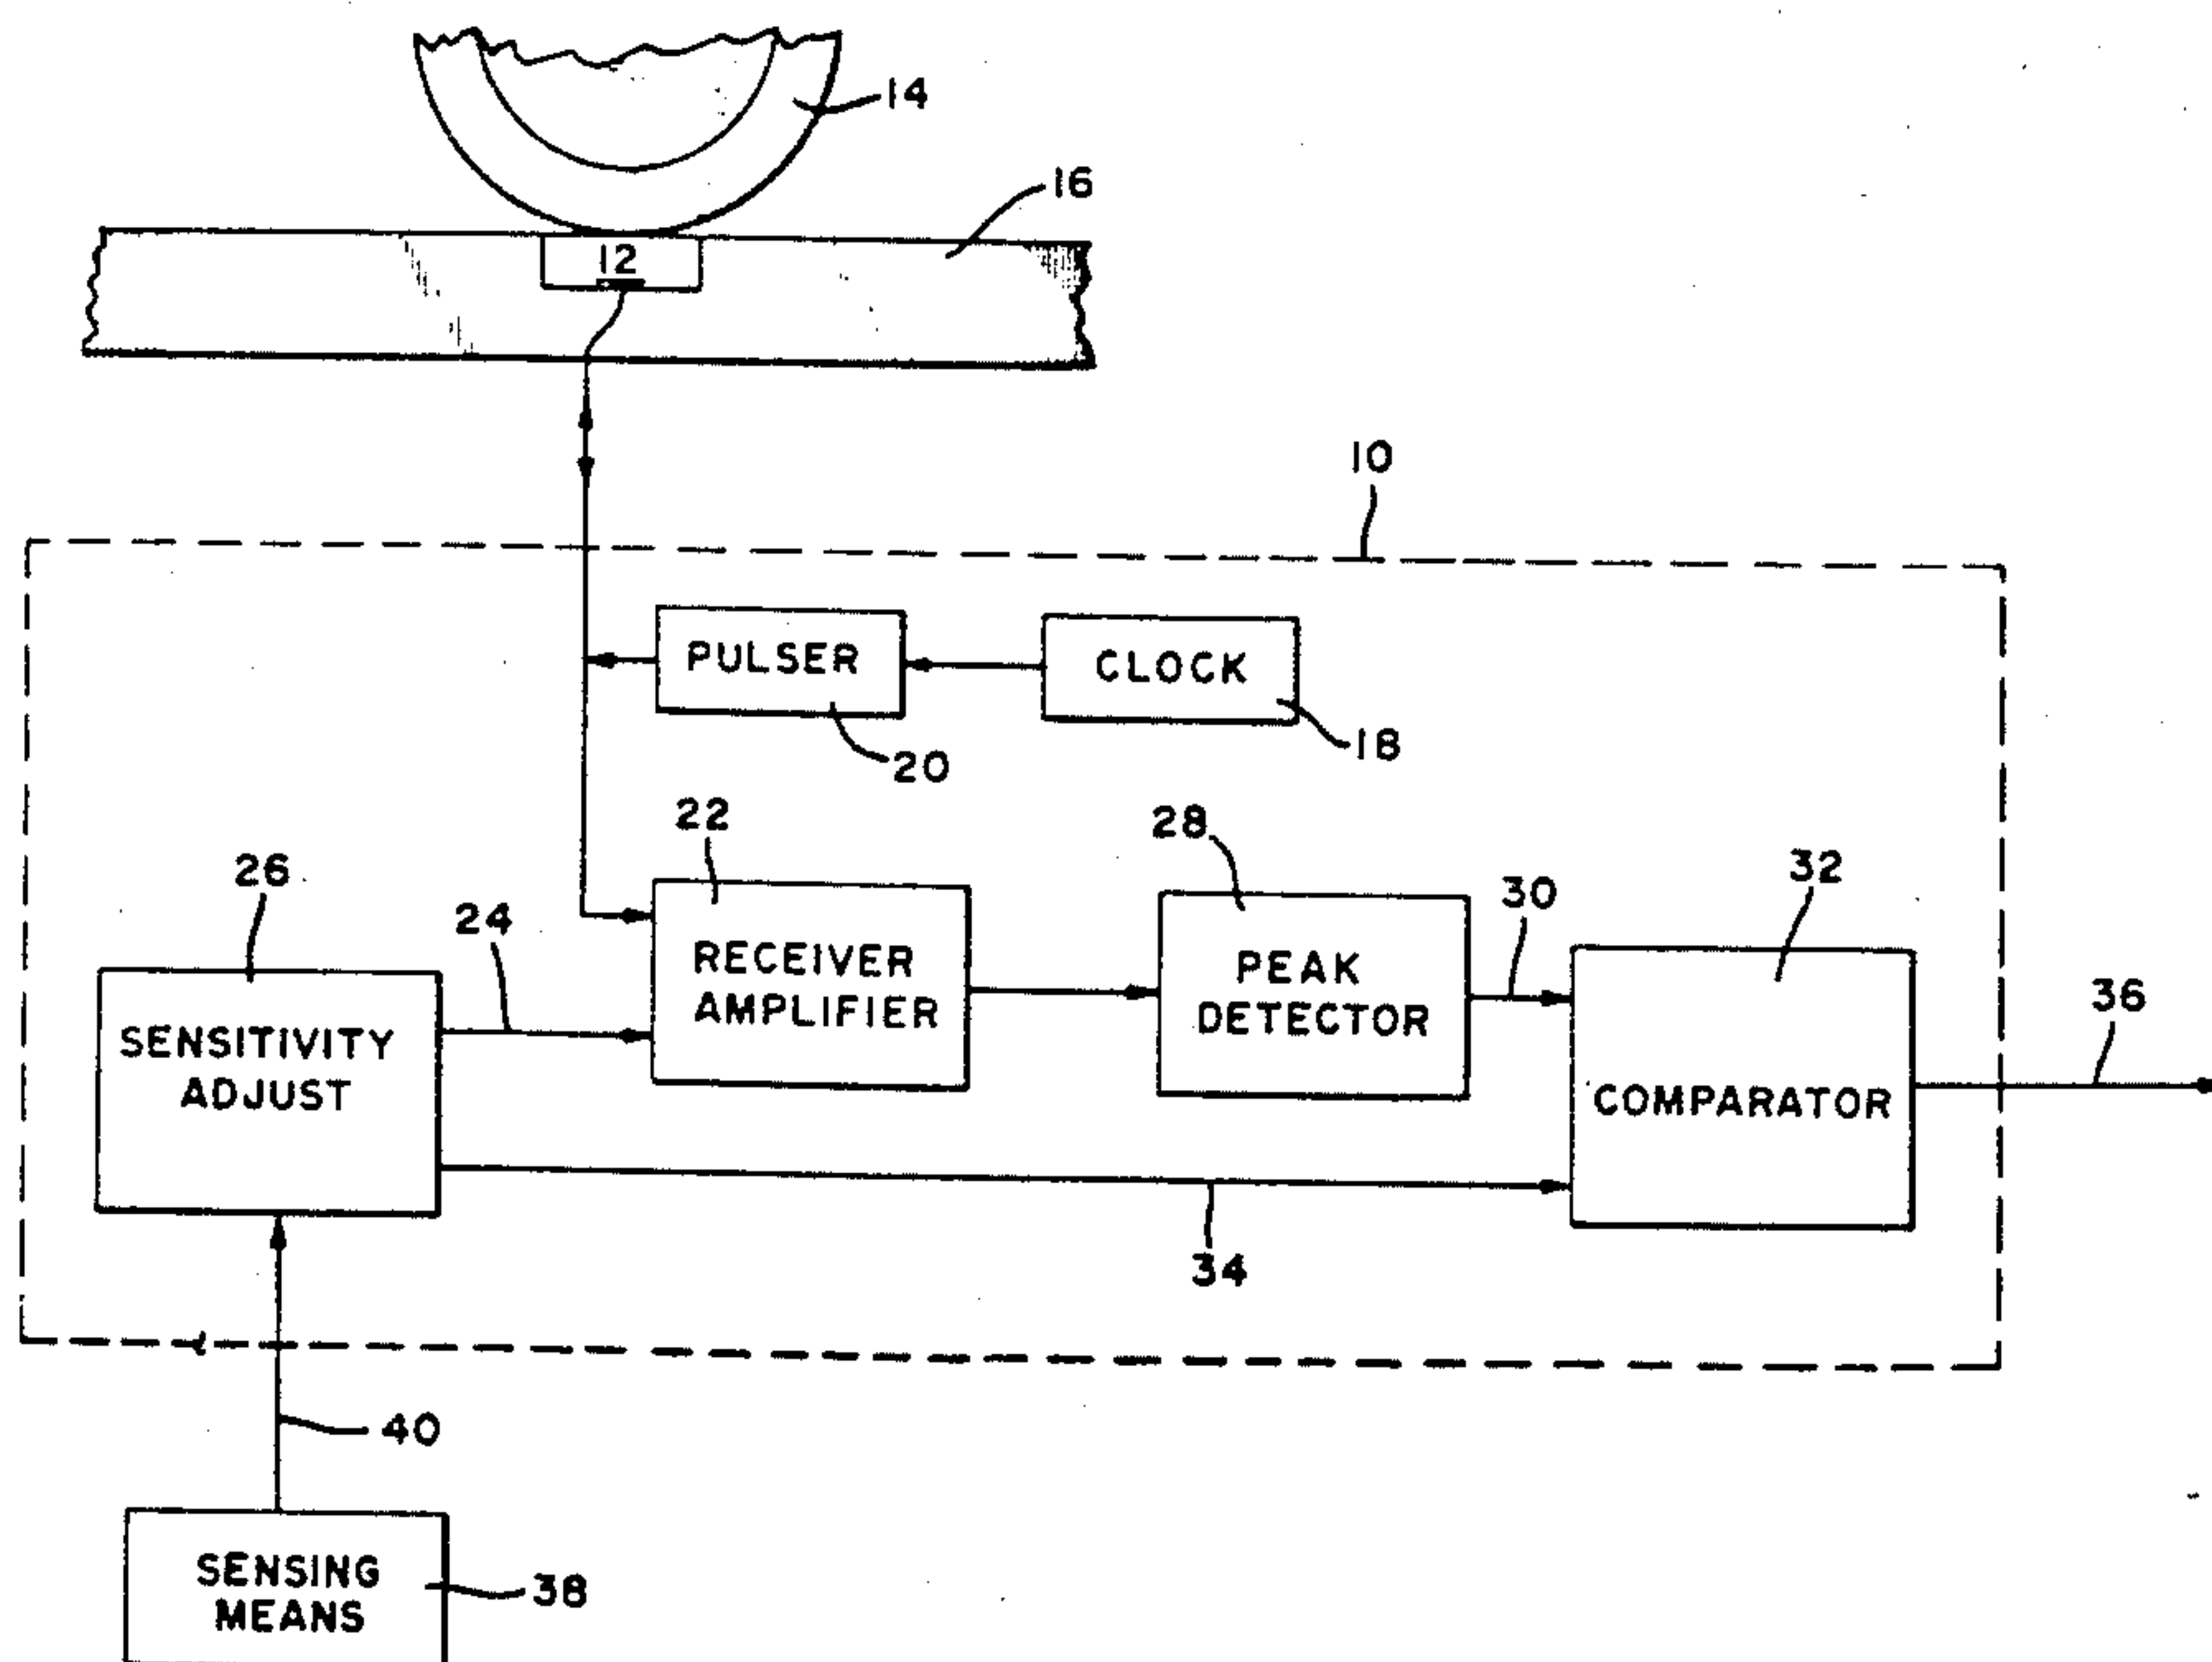 14
16
12
10
PULSER
CLOCK
20
18
22
28
26
24
30
32
36
RECEIVER
AMPLIFIER
PEAK
DETECTOR
SENSITIVITY
ADJUST
COMPARATOR
34
40
SENSING
MEANS
38